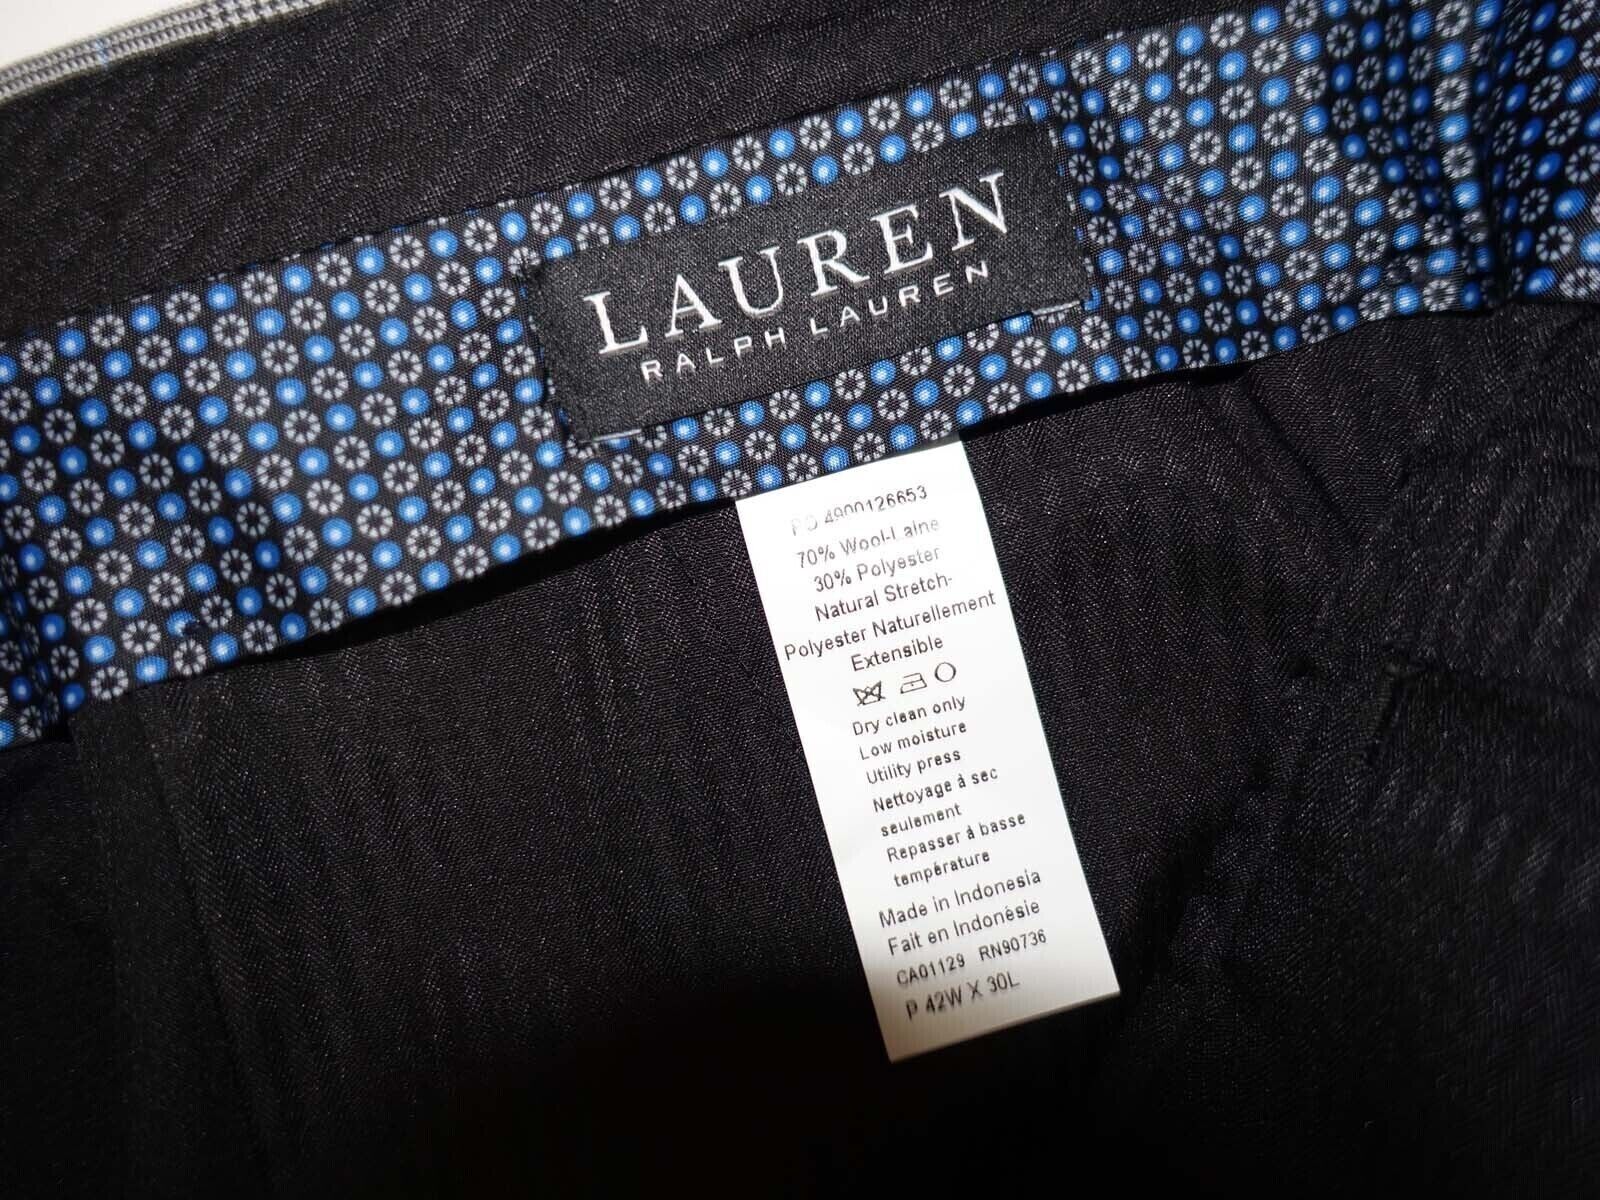 LAUREN
RALPH LAUREN
PO 4900126653
70% Wool-Laine
30% Polyester
Natural Stretch-
Polyester Naturellement
Extensible
Dry clean only
Low moisture
Utility press
Nettoyage à sec
seulement
Repasser à basse
température
Made in Indonesia
Fait en Indonésie
CA01129 RN90736
P 42W X 30L